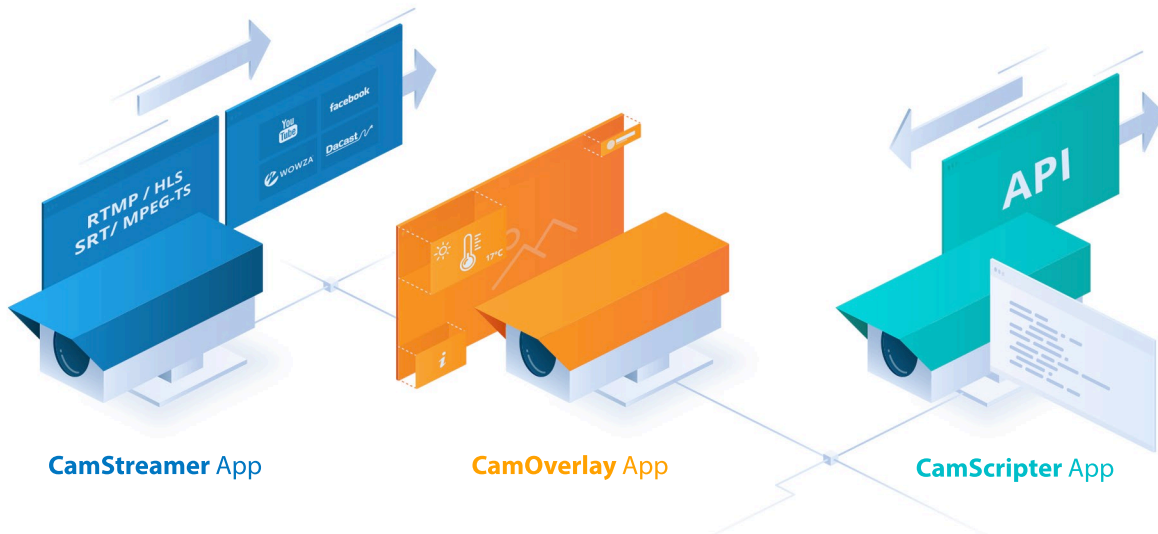 RTMP / HLS
SRT/ MPEG-TS
You
Tube
facebook
WOWZA
Dacast
17°C
i
API
CamStreamer App
CamOverlay App
CamScripter App